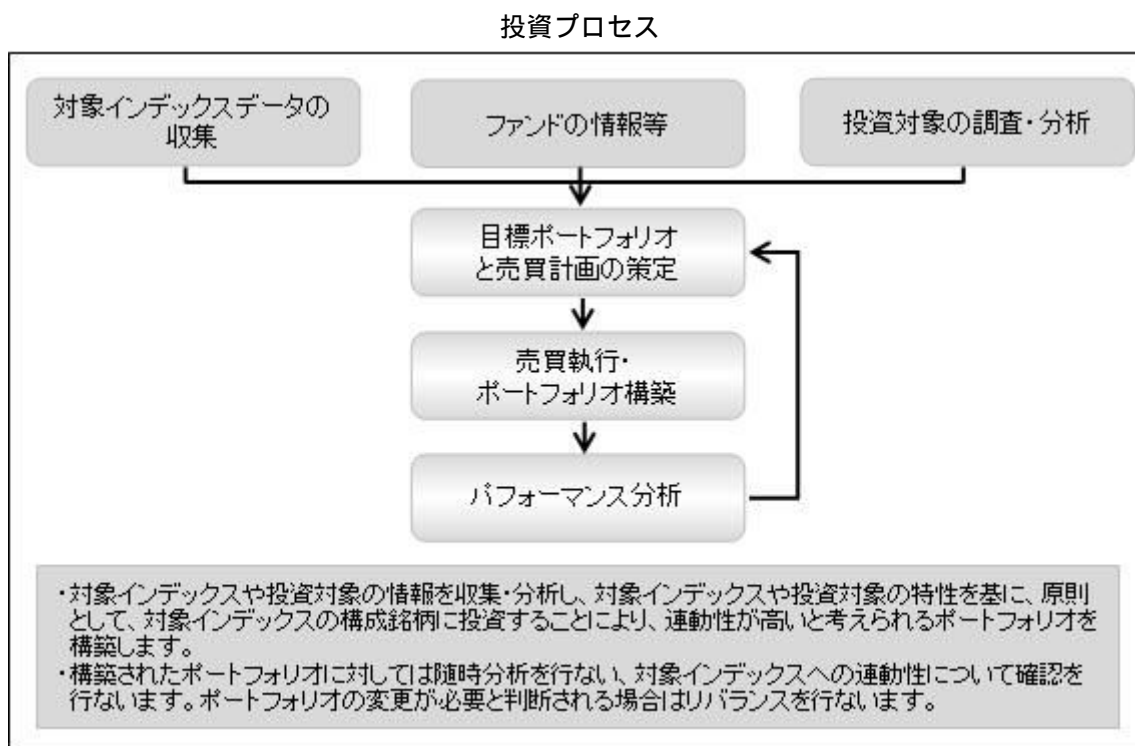 投資プロセス
対象インデックスデータの
収集
ファンドの情報等
投資対象の調査・分析
目標ポートフォリオ
と売買計画の策定
売買執行・
ポートフォリオ構築
パフォーマンス分析
・対象インデックスや投資対象の情報を収集・分析し、対象インデックスや投資対象の特性を基に、原則
として、対象インデックスの構成銘柄に投資することにより、連動性が高いと考えられるポートフォリオを
構築します。
・構築されたポートフォリオに対しては随時分析を行ない、対象インデックスへの連動性について確認を
行ないます。ポートフォリオの変更が必要と判断される場合はリバランスを行ないます。